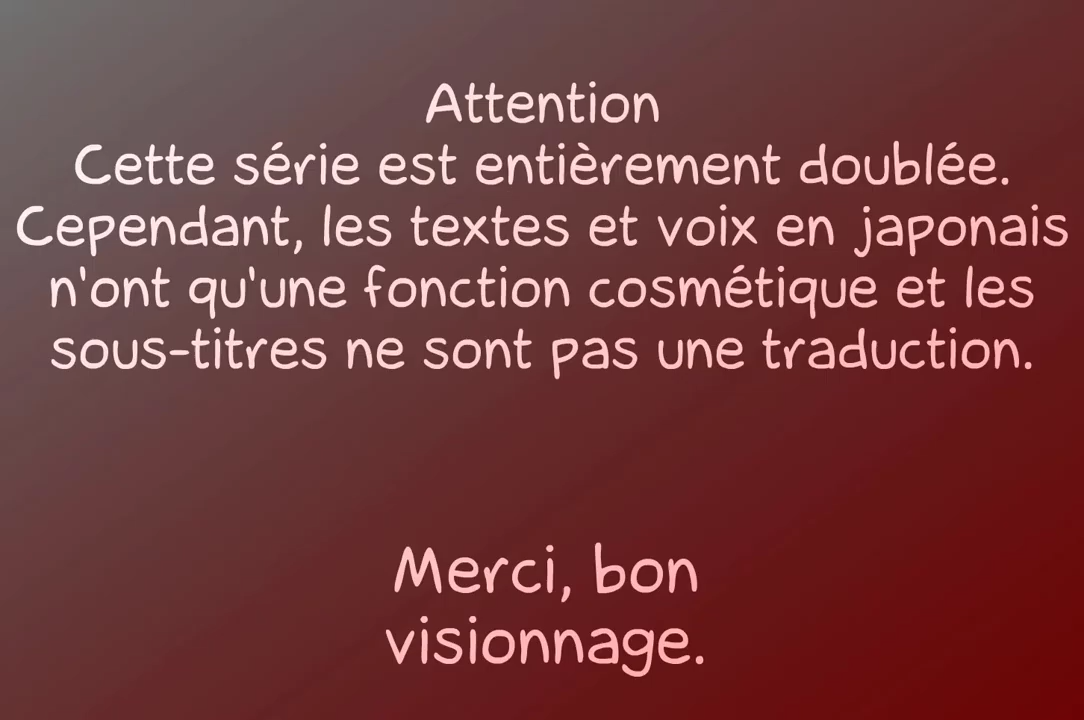 Attention
Cette série est entièrement doublée.
Cependant, les textes et voix en japonais
n'ont qu'une fonction cosmétique et les
sous-titres ne sont pas une traduction.
Merci, bon
visionnage.